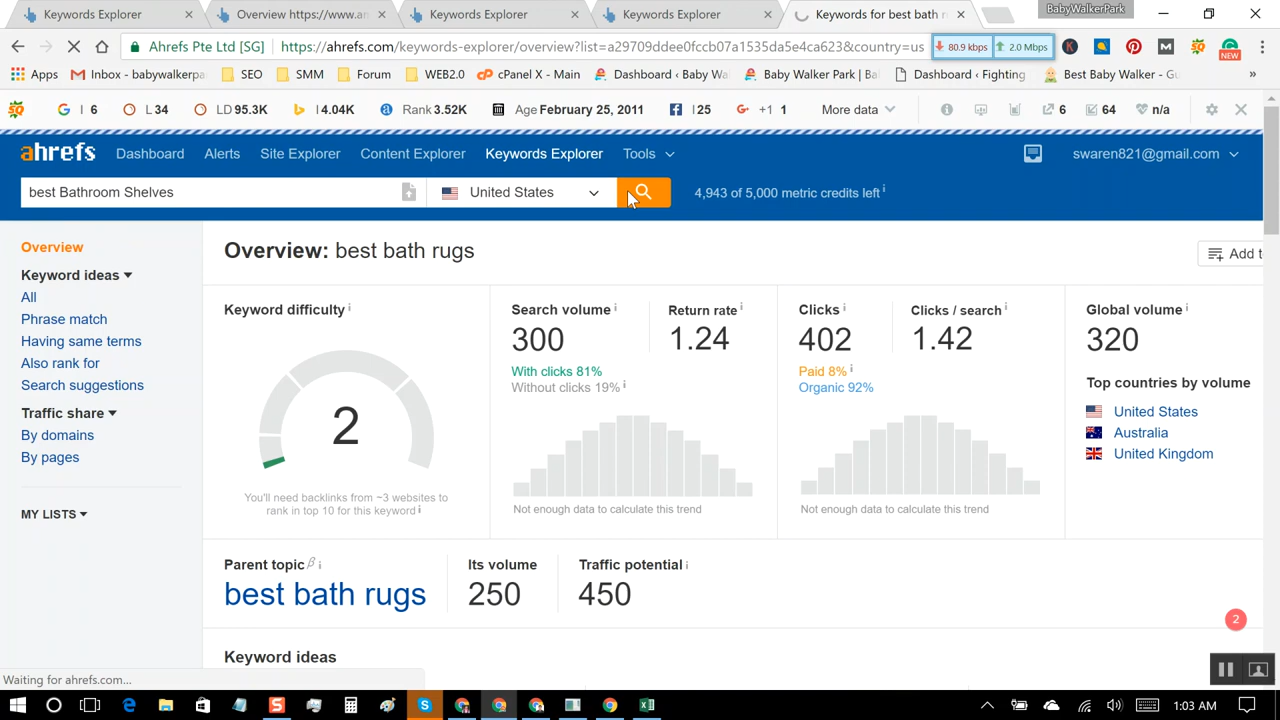 Keywords Explorer
Overview https://www.an
Keywords Explorer
Keywords Explorer
Keywords for best bath r
BabyWalkerPark
Ahrefs Pte Ltd [SG]
https://ahrefs.com/keywords-explorer/overview?list=a29709ddee0fccb07a1535da5e4ca623&country=us
80.9 kbps
2.0 Mbps
NEW
Apps
Inbox - babywalkerpa
SEO
SMM
Forum
WEB2.0
cPanel X - Main
Dashboard ‹ Baby Wa
Baby Walker Park | Ba
Dashboard ‹ Fighting
Best Baby Walker - Gu
»
I 6
L 34
LD 95.3K
I 4.04K
Rank 3.52K
Age February 25, 2011
I 25
+1 1
More data
6
64
n/a
ahrefs
Dashboard
Alerts
Site Explorer
Content Explorer
Keywords Explorer
Tools
swaren821@gmail.com
best Bathroom Shelves
United States
4,943 of 5,000 metric credits left
Overview
Keyword ideas
All
Phrase match
Having same terms
Also rank for
Search suggestions
Traffic share
By domains
By pages
MY LISTS
Overview: best bath rugs
Add t
Keyword difficulty
2
You'll need backlinks from ~3 websites to
rank in top 10 for this keyword
Search volume
300
Return rate
1.24
With clicks 81%
Without clicks 19%
Not enough data to calculate this trend
Clicks
402
Clicks / search
1.42
Paid 8%
Organic 92%
Not enough data to calculate this trend
Global volume
320
Top countries by volume
United States
Australia
United Kingdom
Parent topic β
best bath rugs
Its volume
250
Traffic potential
450
Keyword ideas
2
Waiting for ahrefs.com...
1:03 AM